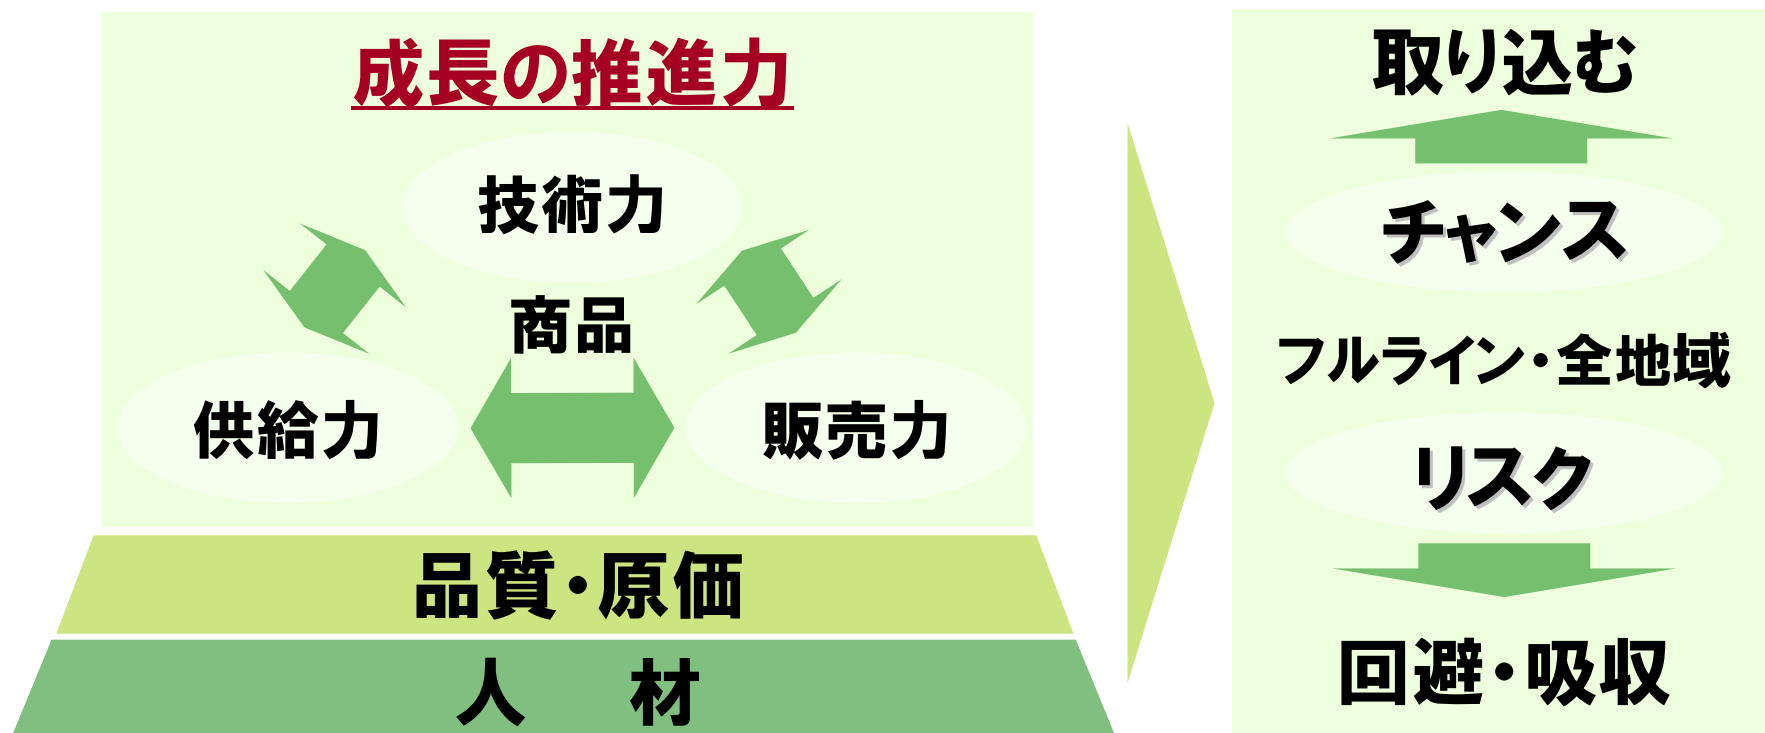 成長の推進力
技術力
商品
供給力
販売力
品質・原価
人　材
取り込む
チャンス
フルライン・全地域
リスク
回避・吸収